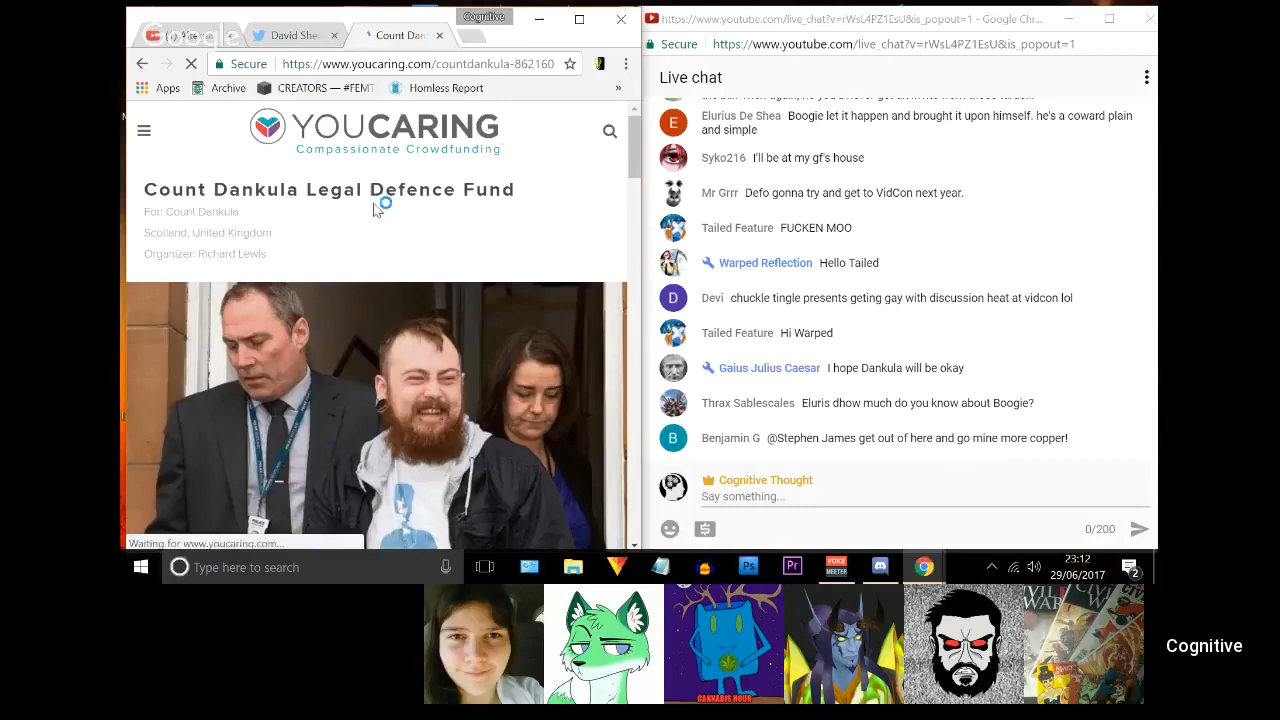 Cognitive
Google
David She
Count Dan
Secure
https://www.youcaring.com/countdankula-862160
Apps
Archive
CREATORS — #FEMT
Homless Report
»
YOUCARING
Compassionate Crowdfunding
Count Dankula Legal Defence Fund
For: Count Dankula
Scotland, United Kingdom
Organizer: Richard Lewis
Waiting for www.youcaring.com...
https://www.youtube.com/live_chat?v=rWsL4PZ1EsU&is_popout=1 - Google Chr...
Secure
https://www.youtube.com/live_chat?v=rWsL4PZ1EsU&is_popout=1
Live chat
Elurius De Shea Boogie let it happen and brought it upon himself. he's a coward plain
and simple
Syko216 I'll be at my gf's house
Mr Grrr Defo gonna try and get to VidCon next year.
Tailed Feature FUCKEN MOO
Warped Reflection Hello Tailed
Devi chuckle tingle presents geting gay with discussion heat at vidcon lol
Tailed Feature Hi Warped
Gaius Julius Caesar I hope Dankula will be okay
Thrax Sablescales Eluris dhow much do you know about Boogie?
Benjamin G @Stephen James get out of here and go mine more copper!
Cognitive Thought
Say something...
0/200
Type here to search
Ps
Pr
VOICE
MEETER
23:12
29/06/2017
2
CANNABIS HOUR
CIVIL
WAR
Cognitive